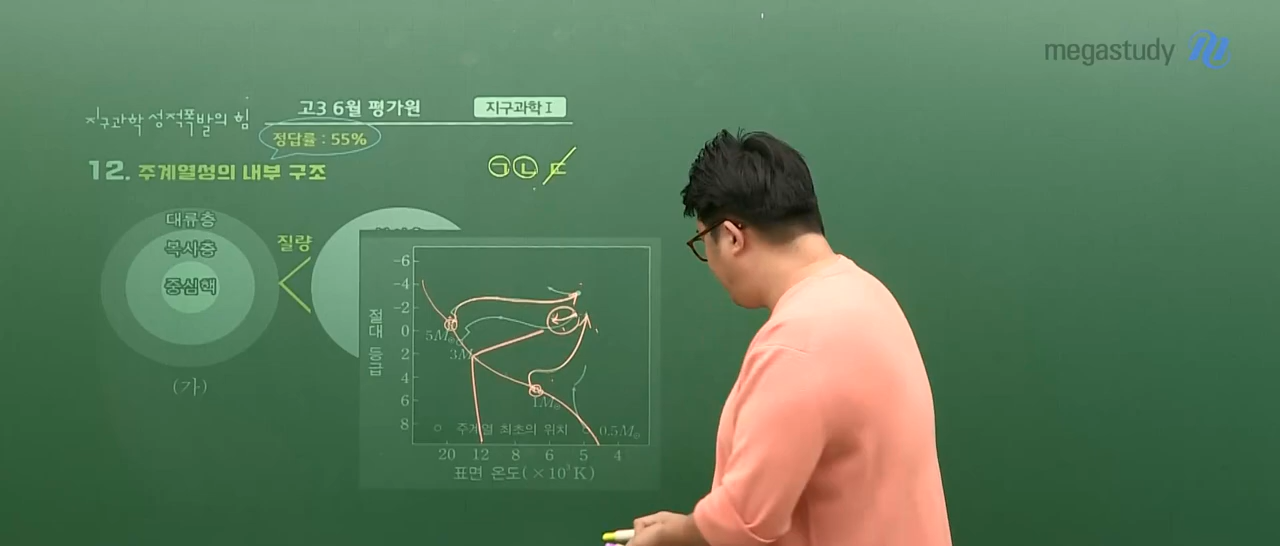 megastudy
지구과학 성적폭발의 힘
고3 6월 평가원
지구과학 I
정답률 : 55%
12. 주계열성의 내부 구조
ㄱ ㄴ ㄷ
대류층
복사층
중심핵
질량
(가)
절대 등급
-6
-4
-2
0
2
4
6
8
5M⊙
3M
1M⊙
0.5M⊙
주계열 최초의 위치
20 12 8 6 5 4
표면 온도(×10³K)